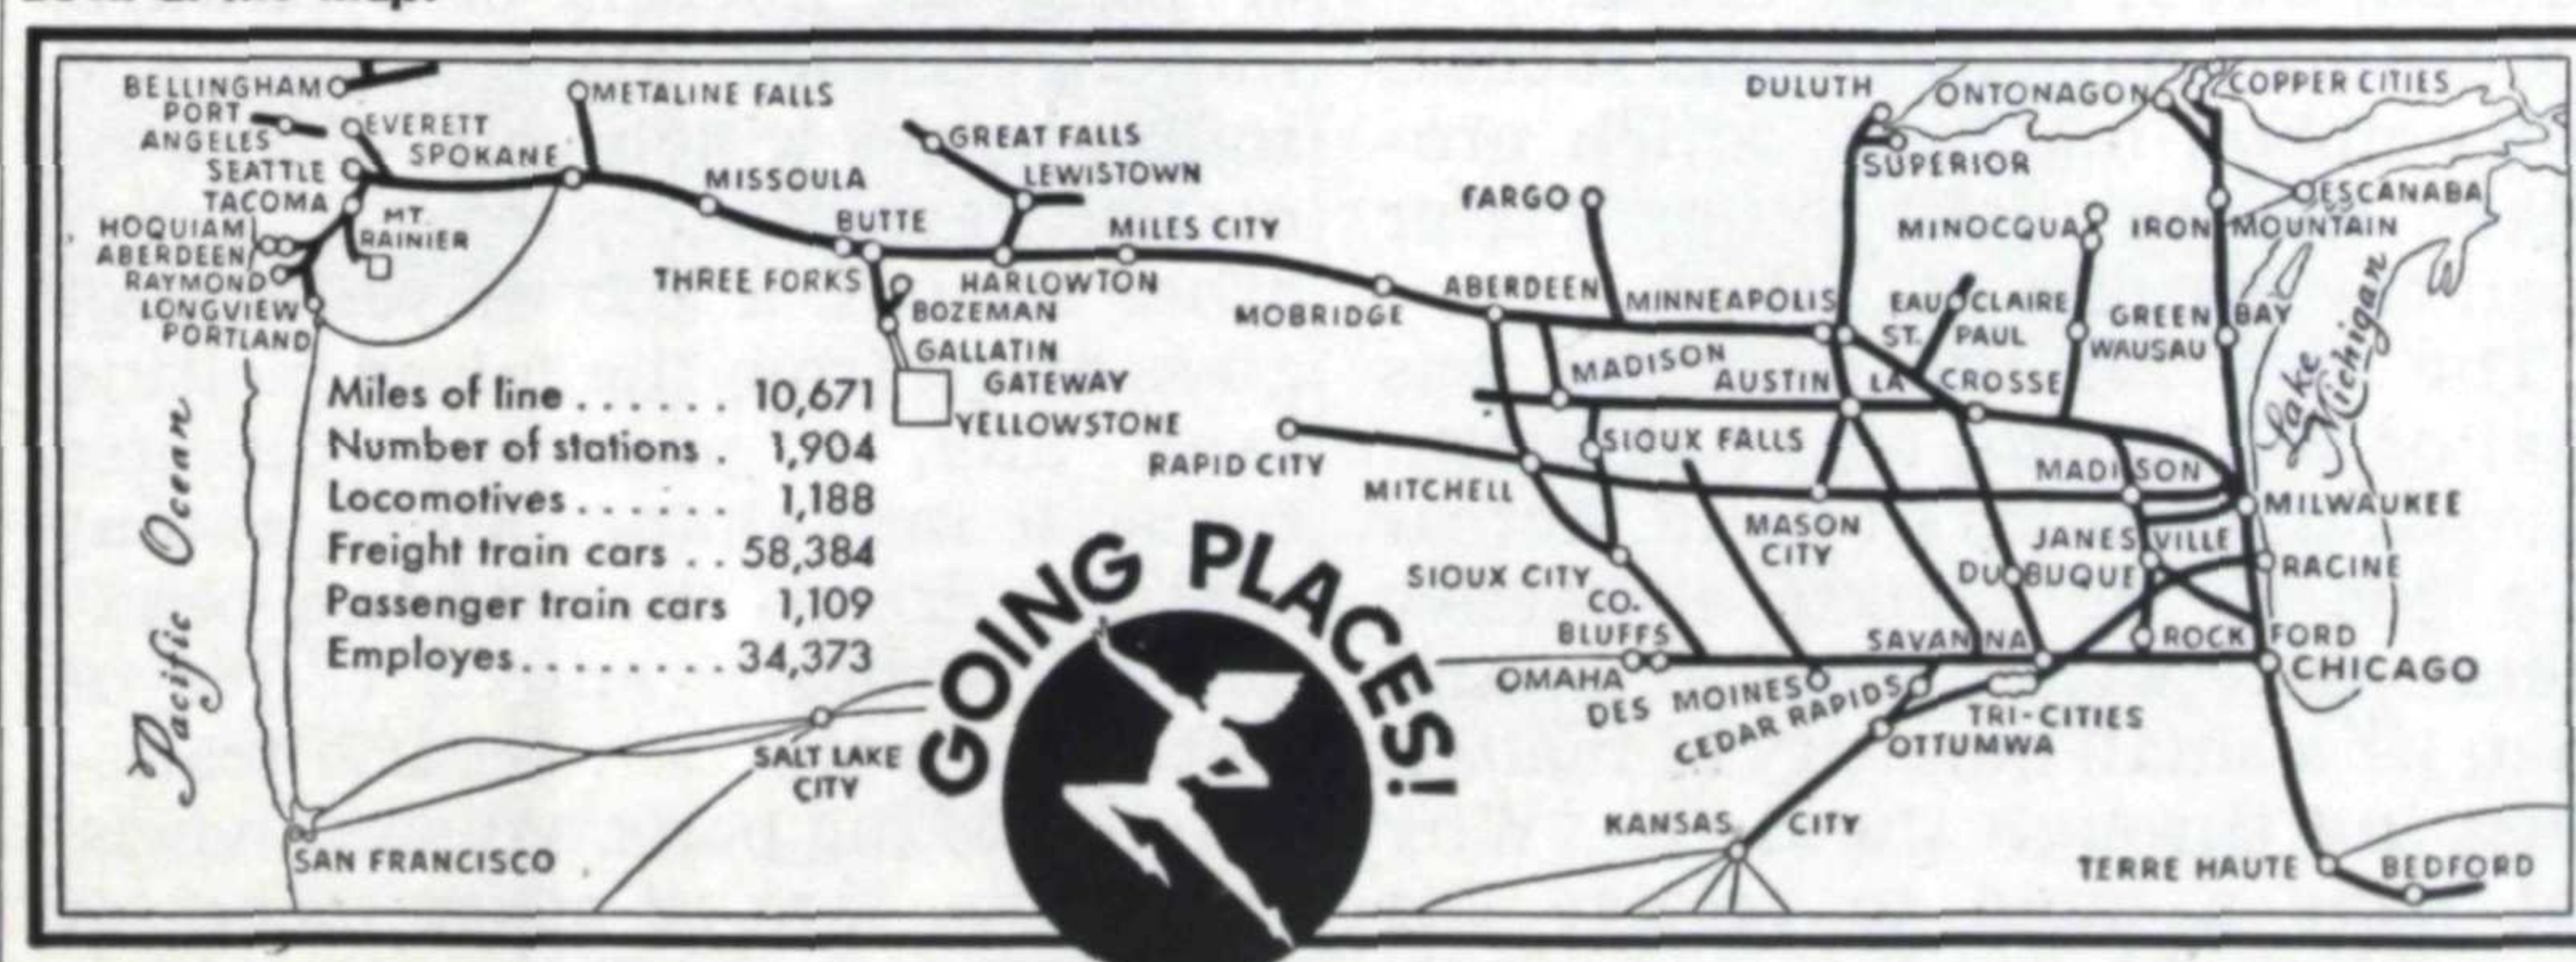 BELLINGHAM
PORT
ANGELES
EVERETT
SEATTLE
SPOKANE
TACOMA
HOQUIAM
ABERDEEN
RAYMOND
LONGVIEW
PORTLAND
MT.
RAINIER
METALINE FALLS
MISSOULA
BUTTE
THREE FORKS
GREAT FALLS
LEWISTOWN
HARLOWTON
MILES CITY
BOZEMAN
GALLATIN
GATEWAY
YELLOWSTONE
MOBRIDGE
ABERDEEN
FARGO
MINNEAPOLIS
DULUTH
SUPERIOR
ONTONAGON
COPPER CITIES
ESCANABA
MINOCQUA
IRON MOUNTAIN
EAU CLAIRE
ST. PAUL
GREEN BAY
WAUSAU
MADISON
AUSTIN
LA CROSSE
Lake
Michigan
RAPID CITY
MITCHELL
SIOUX FALLS
MASON
CITY
MADISON
MILWAUKEE
JANESVILLE
RACINE
SIOUX CITY
DUBUQUE
CO.
BLUFFS
OMAHA
SAVANNA
ROCKFORD
CHICAGO
DES MOINES
CEDAR RAPIDS
TRI-CITIES
OTTUMWA
KANSAS CITY
TERRE HAUTE
BEDFORD
Pacific Ocean
Miles of line ...... 10,671
Number of stations . 1,904
Locomotives ...... 1,188
Freight train cars .. 58,384
Passenger train cars 1,109
Employes ........ 34,373
SALT LAKE
CITY
SAN FRANCISCO
GOING PLACES!